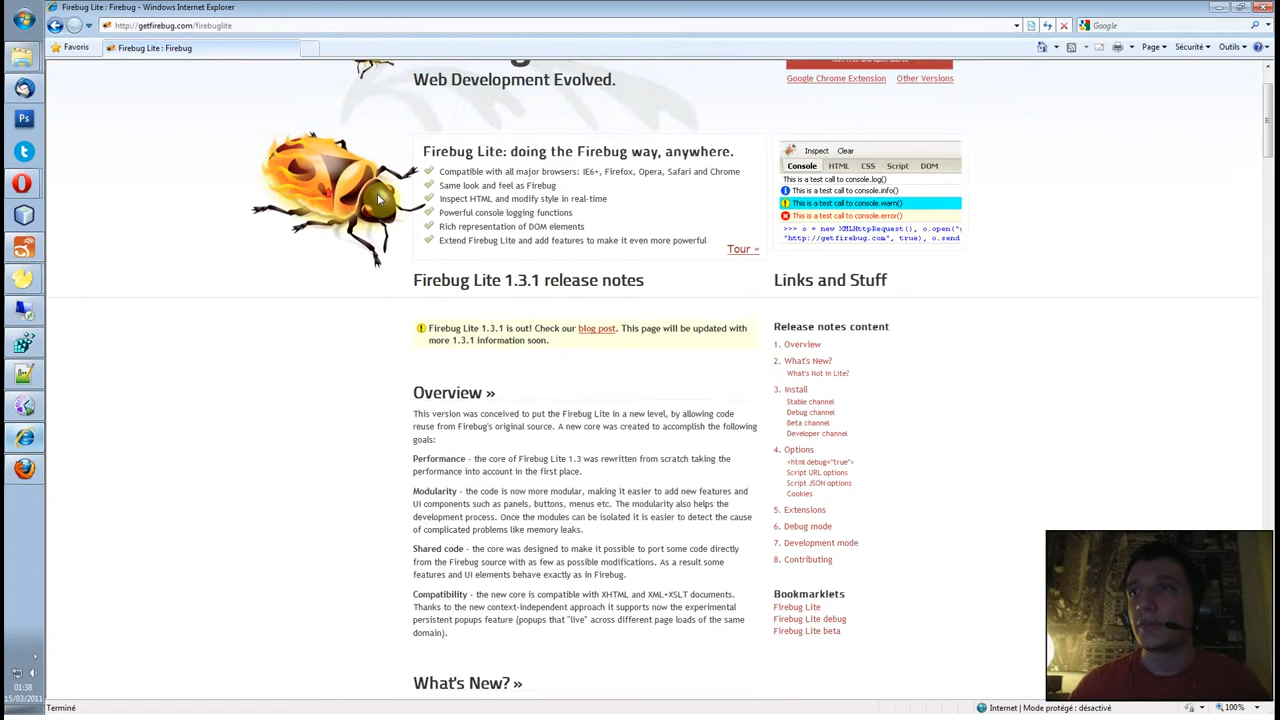 Firebug Lite : Firebug - Windows Internet Explorer
http://getfirebug.com/firebuglite
Google
Favoris
Firebug Lite : Firebug
Page
Sécurité
Outils
Web Development Evolved.
Google Chrome Extension
Other Versions
Firebug Lite: doing the Firebug way, anywhere.
Compatible with all major browsers: IE6+, Firefox, Opera, Safari and Chrome
Same look and feel as Firebug
Inspect HTML and modify style in real-time
Powerful console logging functions
Rich representation of DOM elements
Extend Firebug Lite and add features to make it even more powerful
Tour »
Inspect Clear
Console HTML CSS Script DOM
This is a test call to console.log()
This is a test call to console.info()
This is a test call to console.warn()
This is a test call to console.error()
>>> o = new XMLHttpRequest(), o.open("g
"http://getfirebug.com", true), o.send
Firebug Lite 1.3.1 release notes
Firebug Lite 1.3.1 is out! Check our blog post. This page will be updated with
more 1.3.1 information soon.
Overview »
This version was conceived to put the Firebug Lite in a new level, by allowing code
reuse from Firebug's original source. A new core was created to accomplish the following
goals:
Performance - the core of Firebug Lite 1.3 was rewritten from scratch taking the
performance into account in the first place.
Modularity - the code is now more modular, making it easier to add new features and
UI components such as panels, buttons, menus etc. The modularity also helps the
development process. Once the modules can be isolated it is easier to detect the cause
of complicated problems like memory leaks.
Shared code - the core was designed to make it possible to port some code directly
from the Firebug source with as few as possible modifications. As a result some
features and UI elements behave exactly as in Firebug.
Compatibility - the new core is compatible with XHTML and XML+XSLT documents.
Thanks to the new context-independent approach it supports now the experimental
persistent popups feature (popups that "live" across different page loads of the same
domain).
What's New? »
Links and Stuff
Release notes content
1. Overview
2. What's New?
What's Not in Lite?
3. Install
Stable channel
Debug channel
Beta channel
Developer channel
4. Options
<html debug="true">
Script URL options
Script JSON options
Cookies
5. Extensions
6. Debug mode
7. Development mode
8. Contributing
Bookmarklets
Firebug Lite
Firebug Lite debug
Firebug Lite beta
Ps
01:38
15/03/2011
Terminé
Internet | Mode protégé : désactivé
100%